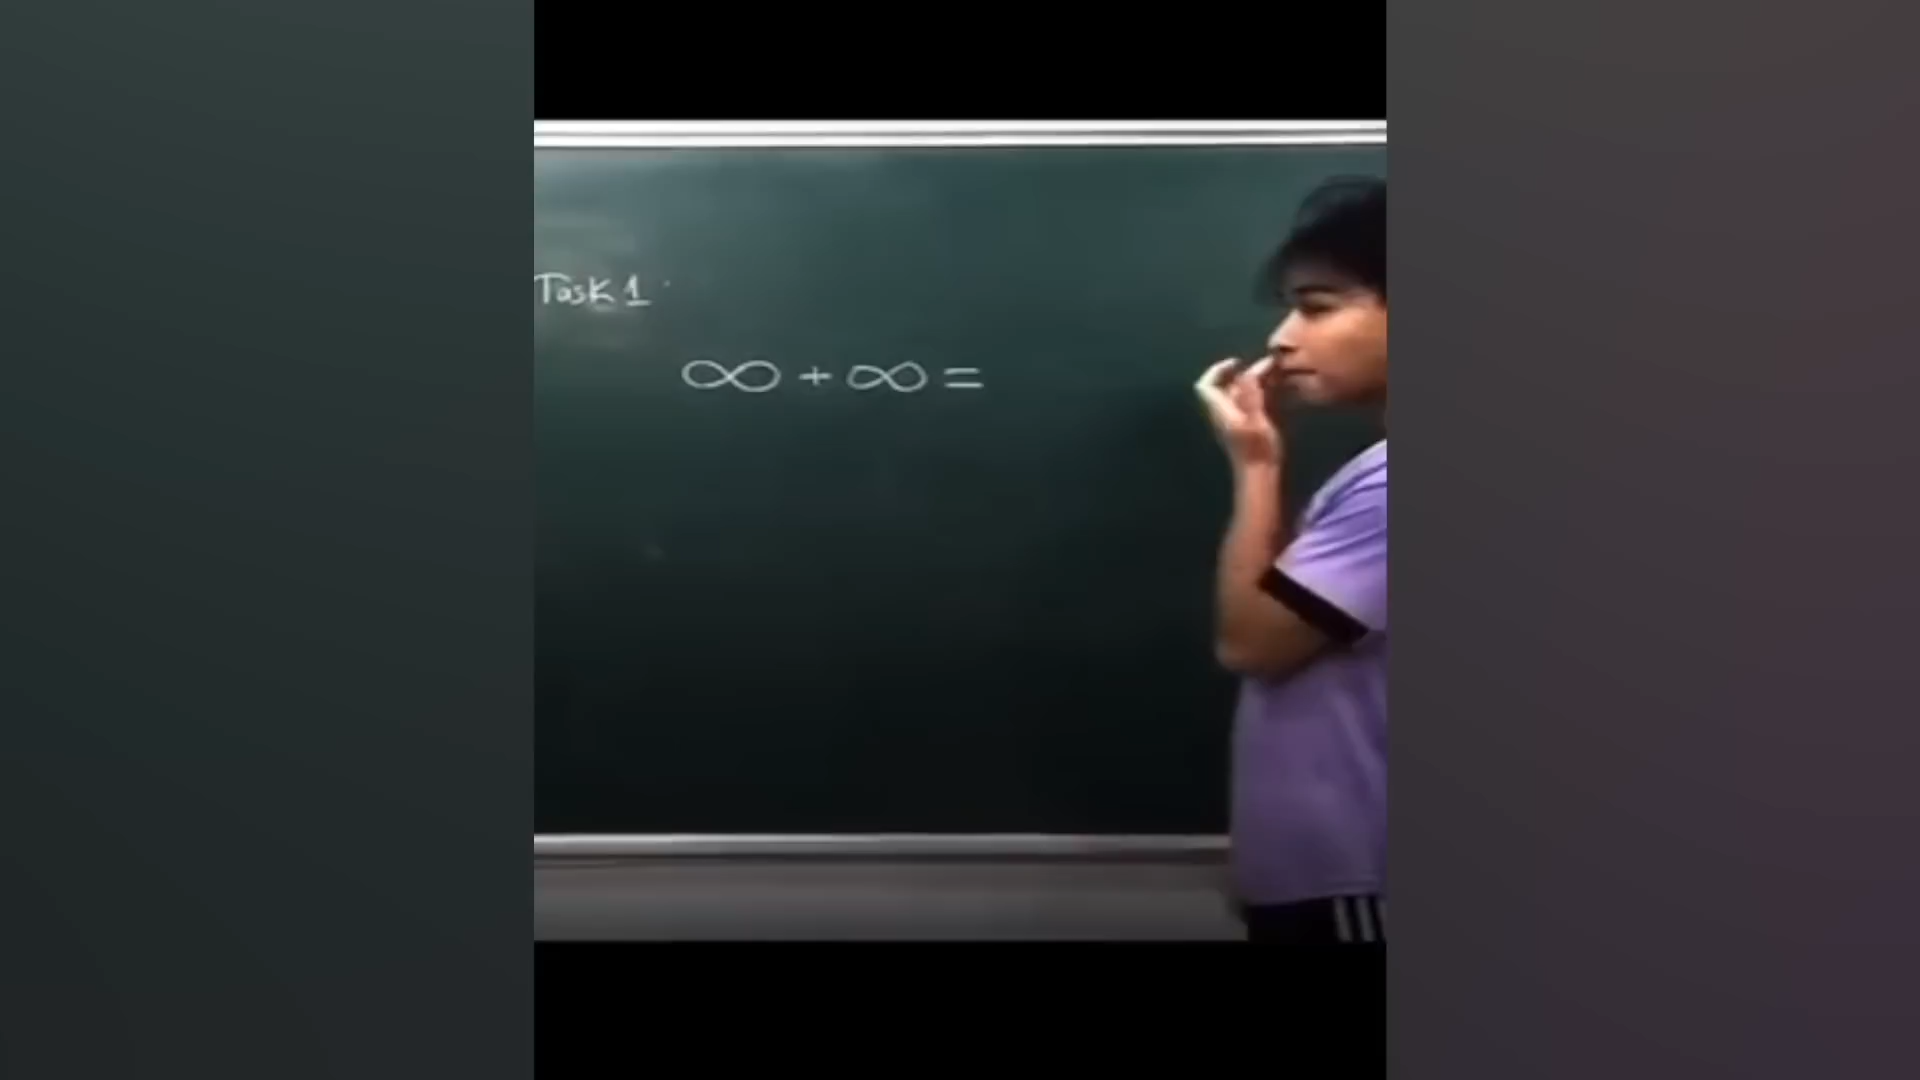 Task 1
∞ + ∞ =